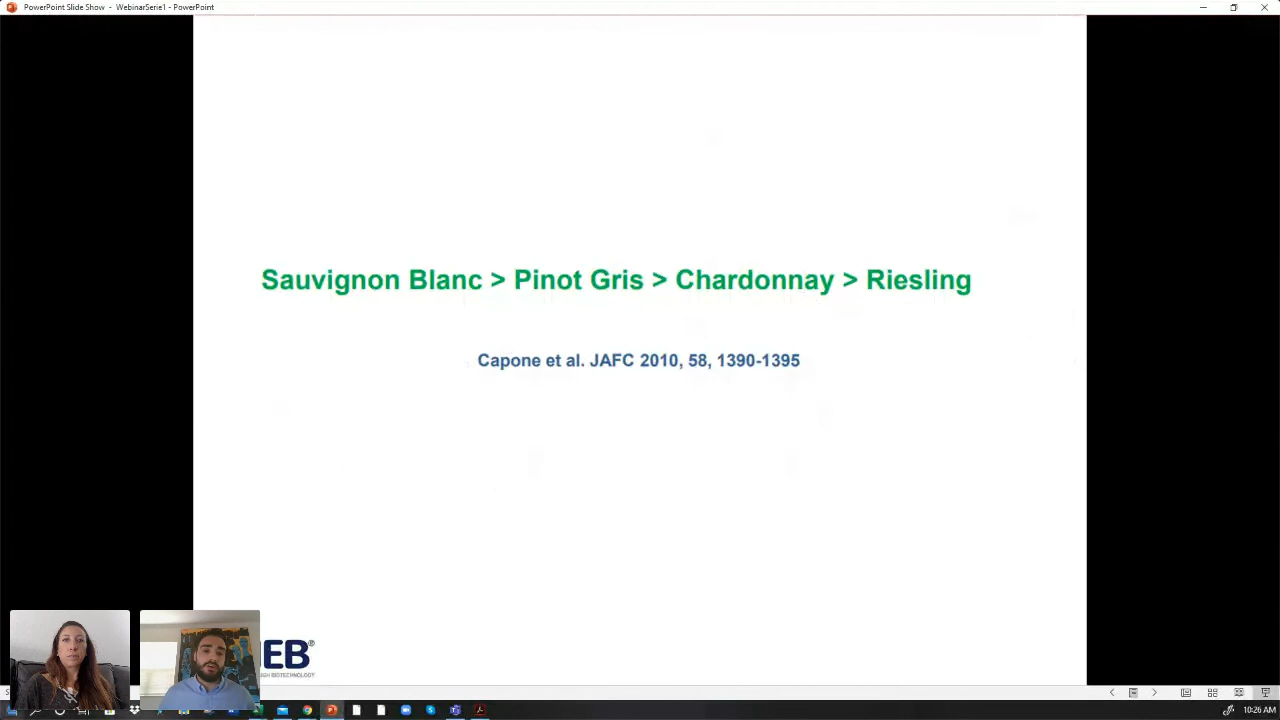 PowerPoint Slide Show - WebinarSerie1 - PowerPoint
Sauvignon Blanc > Pinot Gris > Chardonnay > Riesling
Capone et al. JAFC 2010, 58, 1390-1395
EB®
BIOTECHNOLOGY
10:26 AM